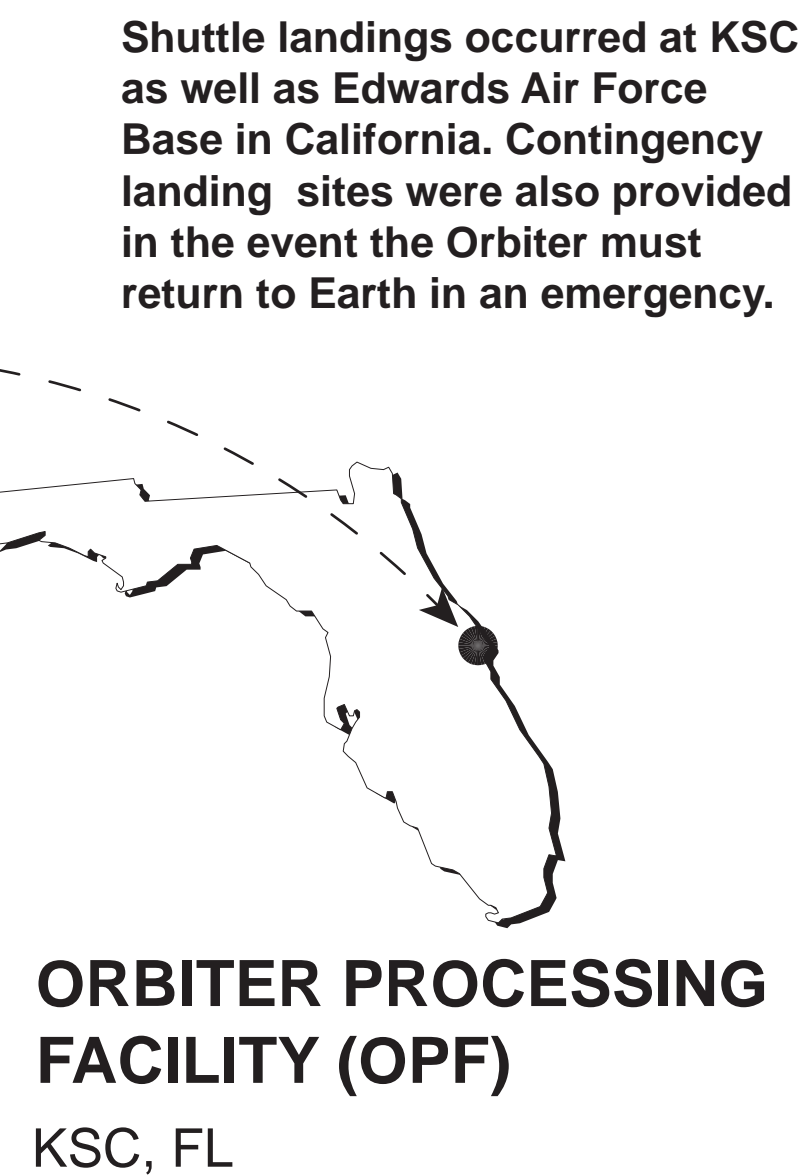 Shuttle landings occurred at KSC
as well as Edwards Air Force
Base in California. Contingency
landing  sites were also provided
in the event the Orbiter must
return to Earth in an emergency.
ORBITER PROCESSING
FACILITY (OPF)
KSC, FL